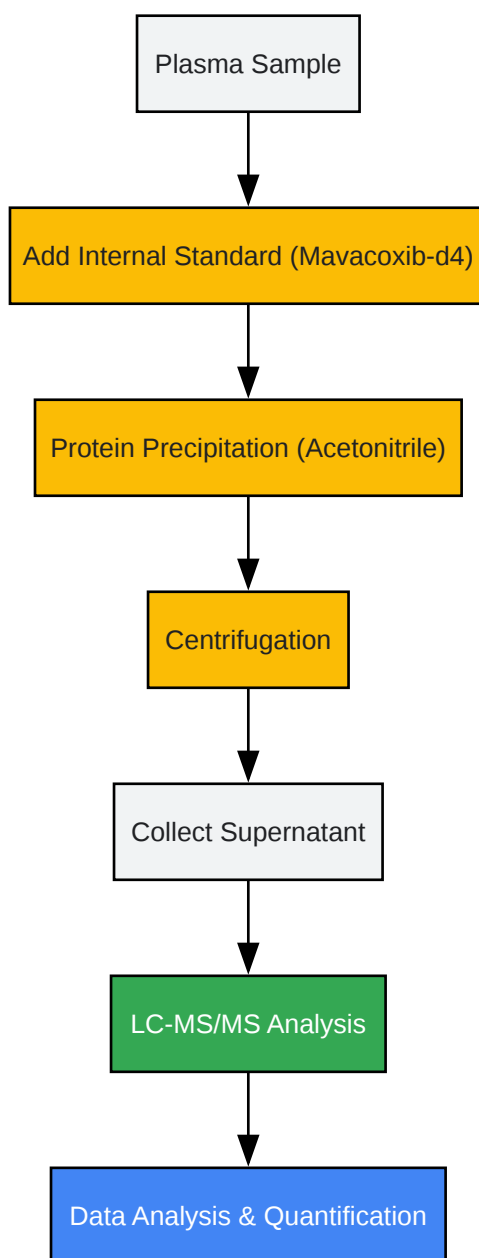 Plasma Sample
Add Internal Standard (Mavacoxib-d4)
Protein Precipitation (Acetonitrile)
Centrifugation
Collect Supernatant
LC-MS/MS Analysis
Data Analysis & Quantification